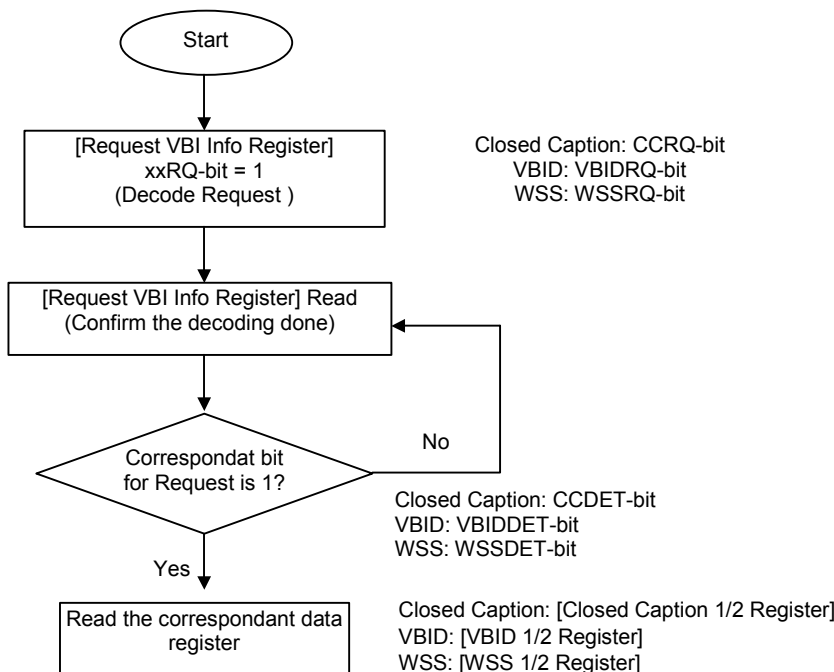 Start
[Request VBI Info Register]
xxRQ-bit = 1
(Decode Request )
Closed Caption: CCRQ-bit
VBID: VBIDRQ-bit
WSS: WSSRQ-bit
[Request VBI Info Register] Read
(Confirm the decoding done)
No
Correspondat bit
for Request is 1?
Closed Caption: CCDET-bit
VBID: VBIDDET-bit
WSS: WSSDET-bit
Yes
Read the correspondant data
register
Closed Caption: [Closed Caption 1/2 Register]
VBID: [VBID 1/2 Register]
WSS: [WSS 1/2 Register]